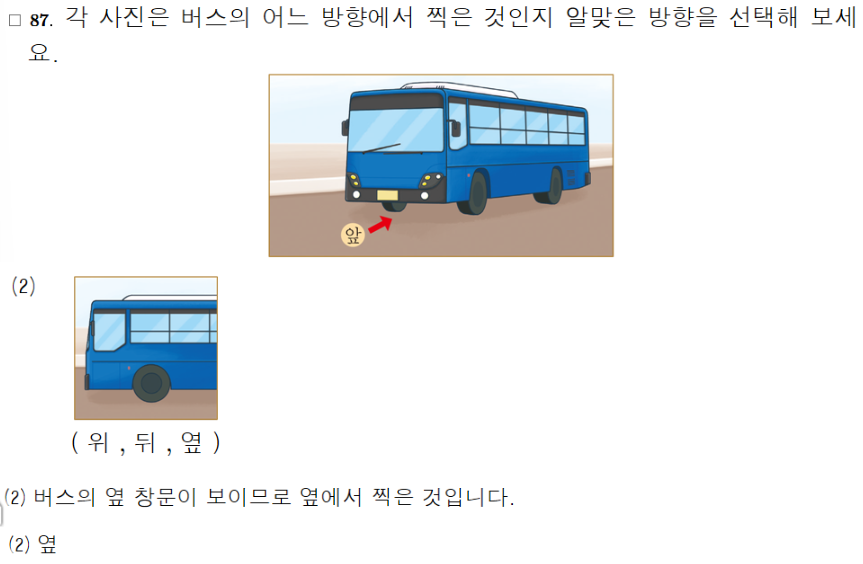 □ 87. 각 사진은 버스의 어느 방향에서 찍은 것인지 알맞은 방향을 선택해 보세
요.
앞
(2)
( 위 , 뒤 , 옆 )
(2) 버스의 옆 창문이 보이므로 옆에서 찍은 것입니다.
(2) 옆